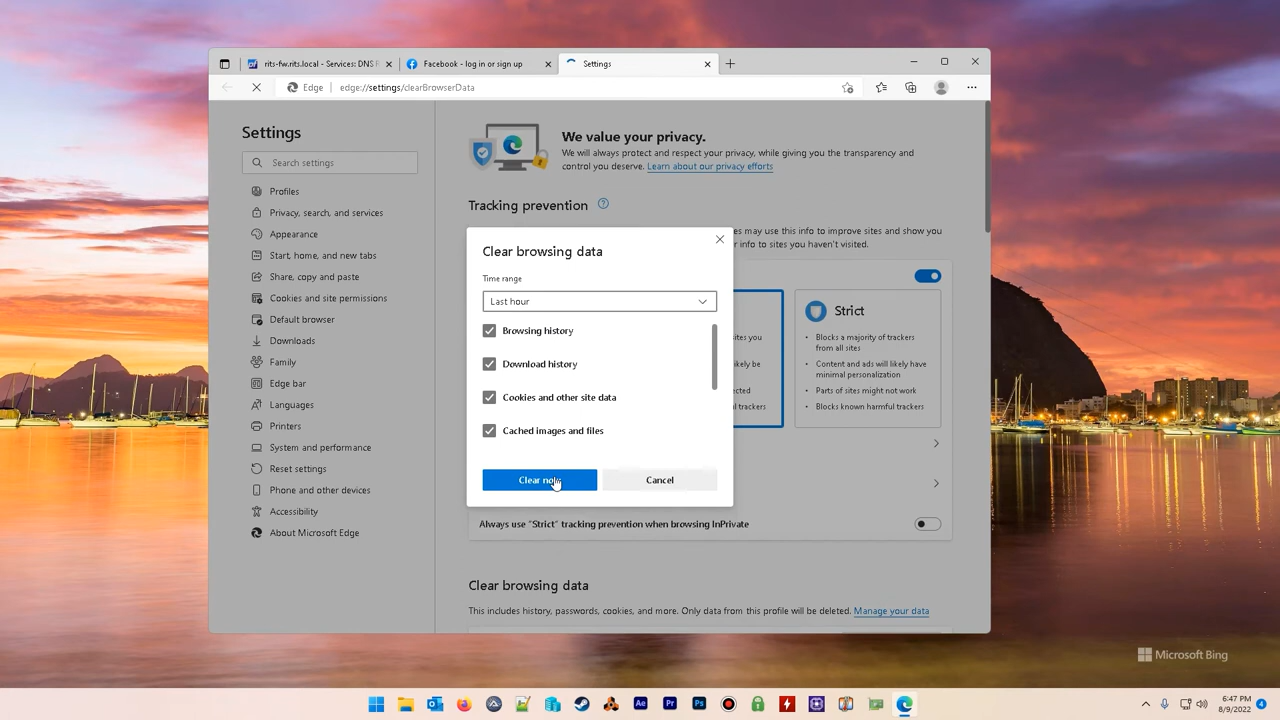 rits-fw.rits.local - Services: DNS
Facebook - log in or sign up
Settings
Edge
edge://settings/clearBrowserData
Settings
Search settings
Profiles
Privacy, search, and services
Appearance
Start, home, and new tabs
Share, copy and paste
Cookies and site permissions
Default browser
Downloads
Family
Edge bar
Languages
Printers
System and performance
Reset settings
Phone and other devices
Accessibility
About Microsoft Edge
We value your privacy.
We will always protect and respect your privacy, while giving you the transparency and
control you deserve. Learn about our privacy efforts
Tracking prevention
es may use this info to improve sites and show you
r info to sites you haven't visited.
Clear browsing data
Time range
Last hour
Browsing history
Download history
Cookies and other site data
Cached images and files
Clear now
Cancel
sites you
likely be
ected
trackers
Strict
• Blocks a majority of trackers
from all sites
• Content and ads will likely have
minimal personalization
• Parts of sites might not work
• Blocks known harmful trackers
Always use "Strict" tracking prevention when browsing InPrivate
Clear browsing data
This includes history, passwords, cookies, and more. Only data from this profile will be deleted. Manage your data
Microsoft Bing
Ae
Pr
Ps
6:47 PM
8/9/2022
4